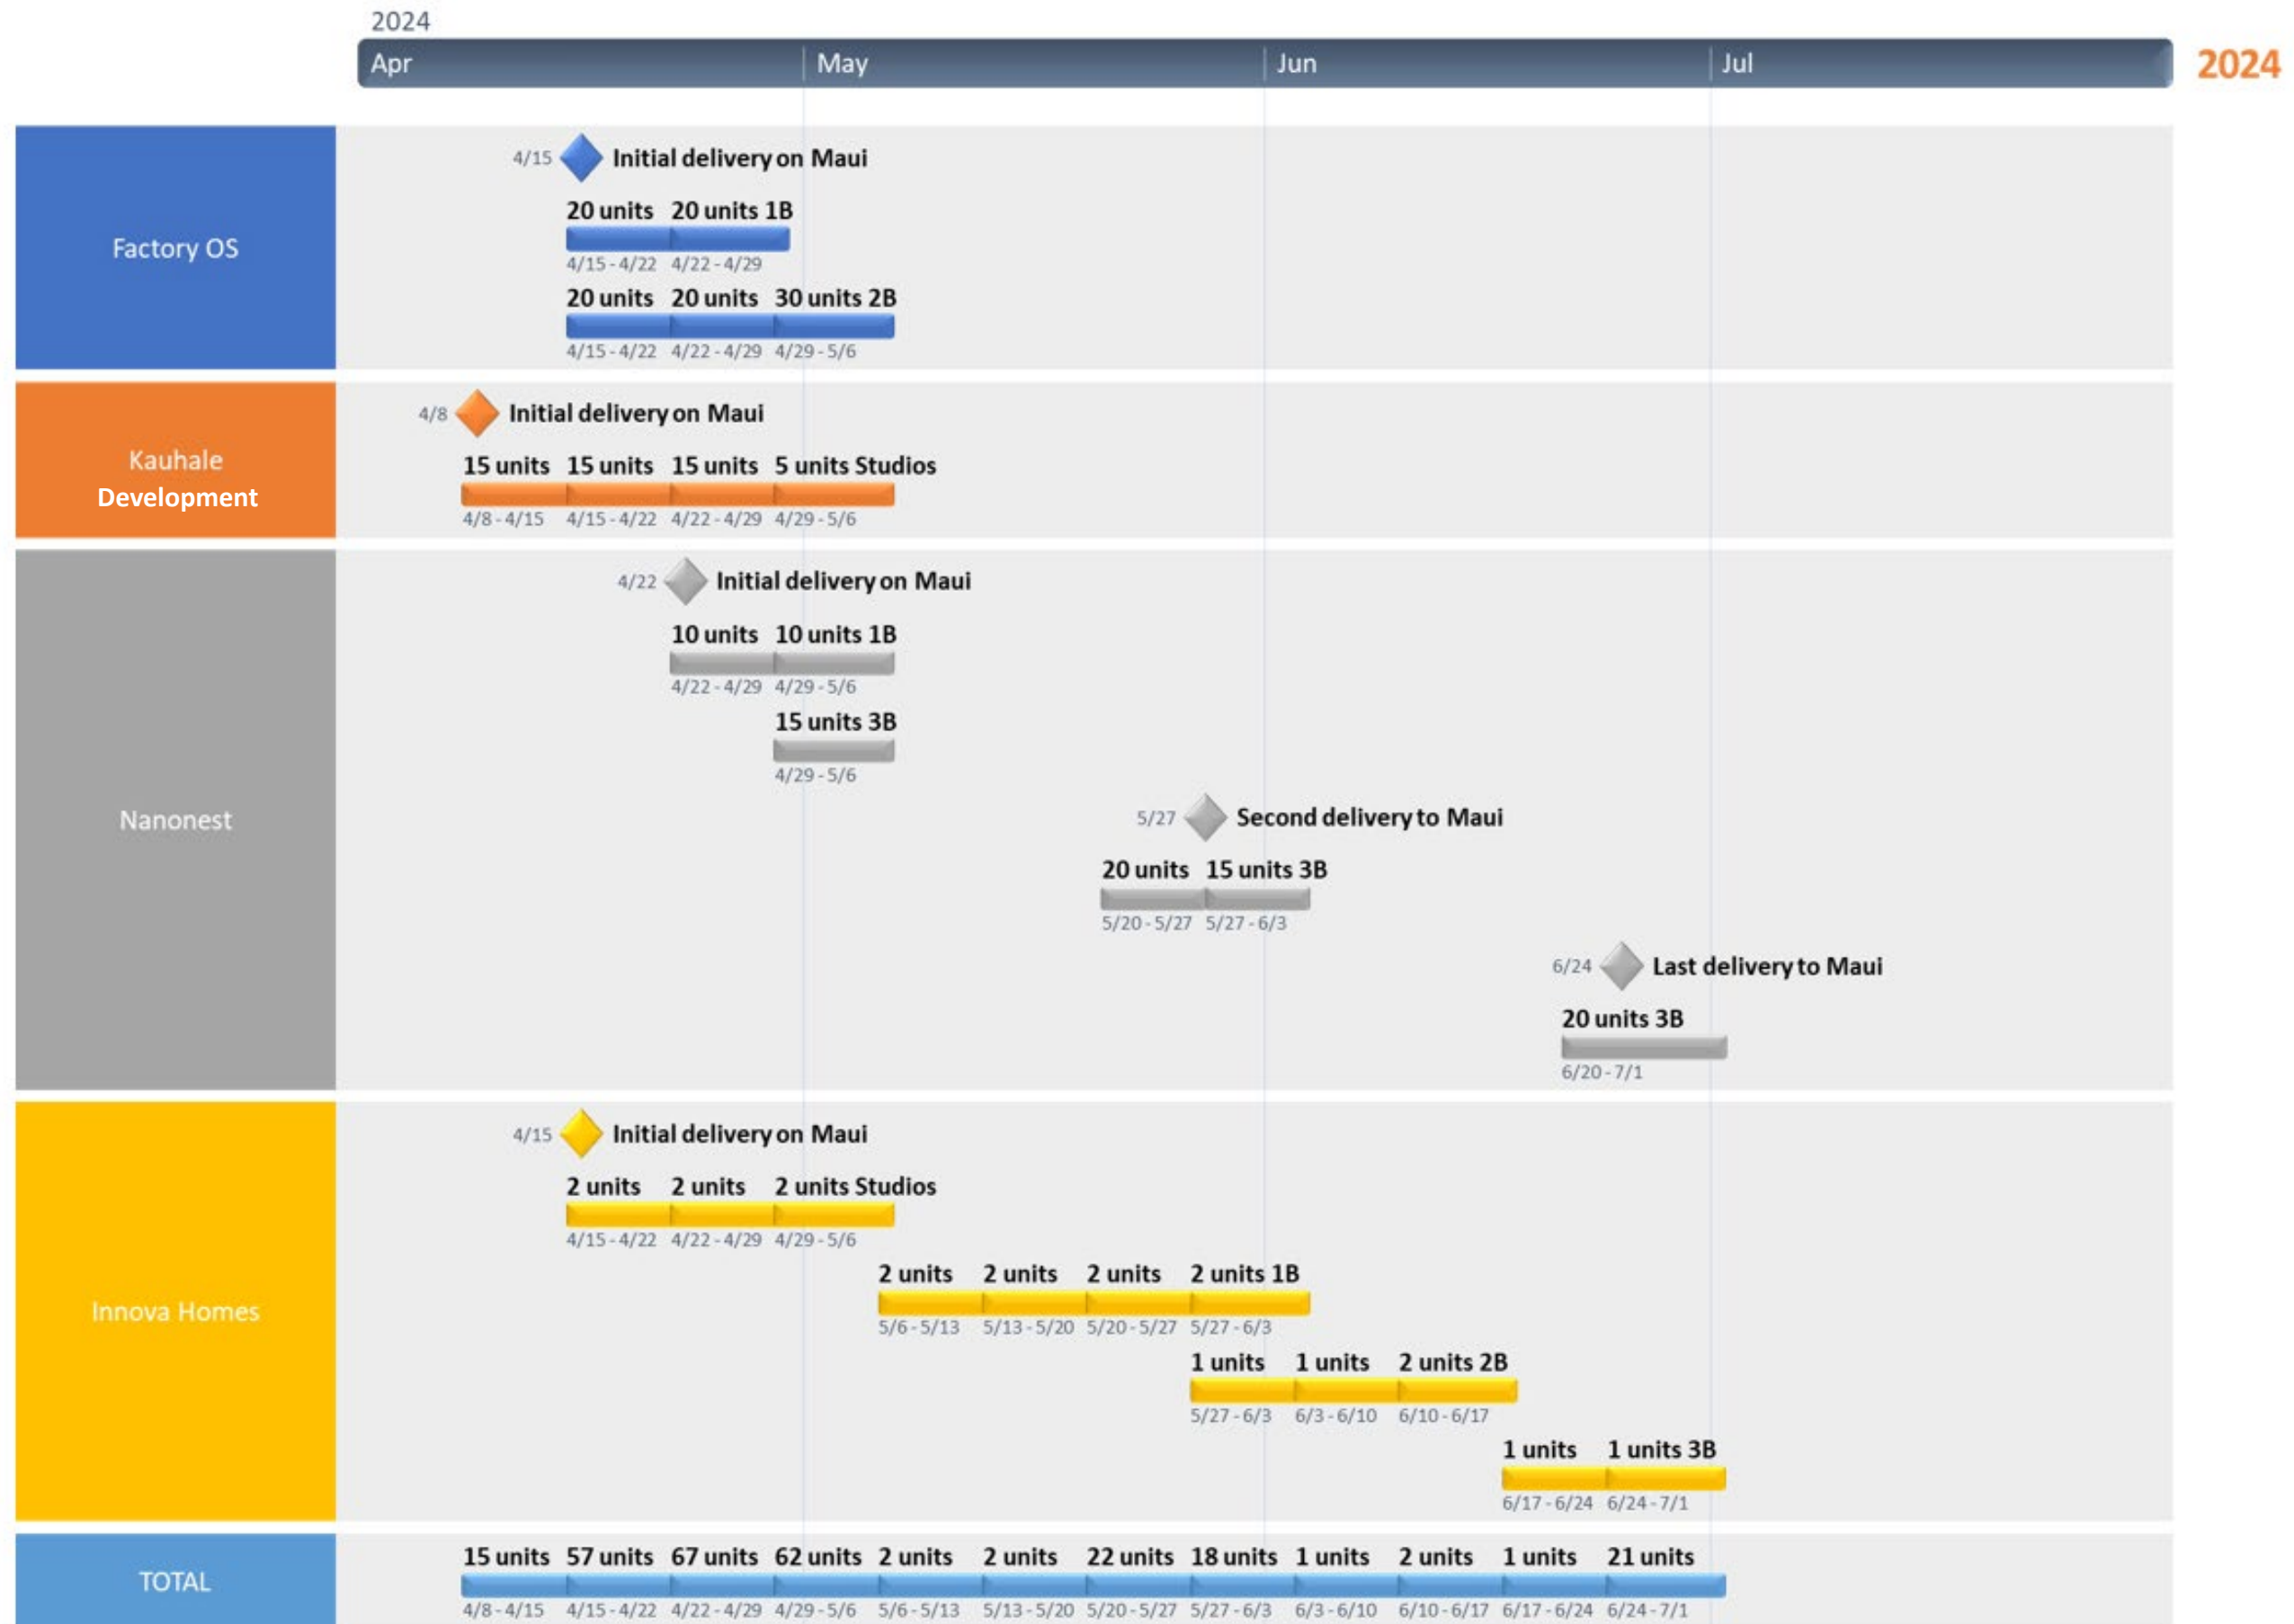 2024
Apr May Jun Jul 2024
Factory OS
4/15 Initial delivery on Maui
20 units 20 units 1B
4/15 - 4/22 4/22 - 4/29
20 units 20 units 30 units 2B
4/15 - 4/22 4/22 - 4/29 4/29 - 5/6
Kauhale
Development
4/8 Initial delivery on Maui
15 units 15 units 15 units 5 units Studios
4/8 - 4/15 4/15 - 4/22 4/22 - 4/29 4/29 - 5/6
Nanonest
4/22 Initial delivery on Maui
10 units 10 units 1B
4/22 - 4/29 4/29 - 5/6
15 units 3B
4/29 - 5/6
5/27 Second delivery to Maui
20 units 15 units 3B
5/20 - 5/27 5/27 - 6/3
6/24 Last delivery to Maui
20 units 3B
6/20 - 7/1
Innova Homes
4/15 Initial delivery on Maui
2 units 2 units 2 units Studios
4/15 - 4/22 4/22 - 4/29 4/29 - 5/6
2 units 2 units 2 units 2 units 1B
5/6 - 5/13 5/13 - 5/20 5/20 - 5/27 5/27 - 6/3
1 units 1 units 2 units 2B
5/27 - 6/3 6/3 - 6/10 6/10 - 6/17
1 units 1 units 3B
6/17 - 6/24 6/24 - 7/1
TOTAL
15 units 57 units 67 units 62 units 2 units 2 units 22 units 18 units 1 units 2 units 1 units 21 units
4/8 - 4/15 4/15 - 4/22 4/22 - 4/29 4/29 - 5/6 5/6 - 5/13 5/13 - 5/20 5/20 - 5/27 5/27 - 6/3 6/3 - 6/10 6/10 - 6/17 6/17 - 6/24 6/24 - 7/1